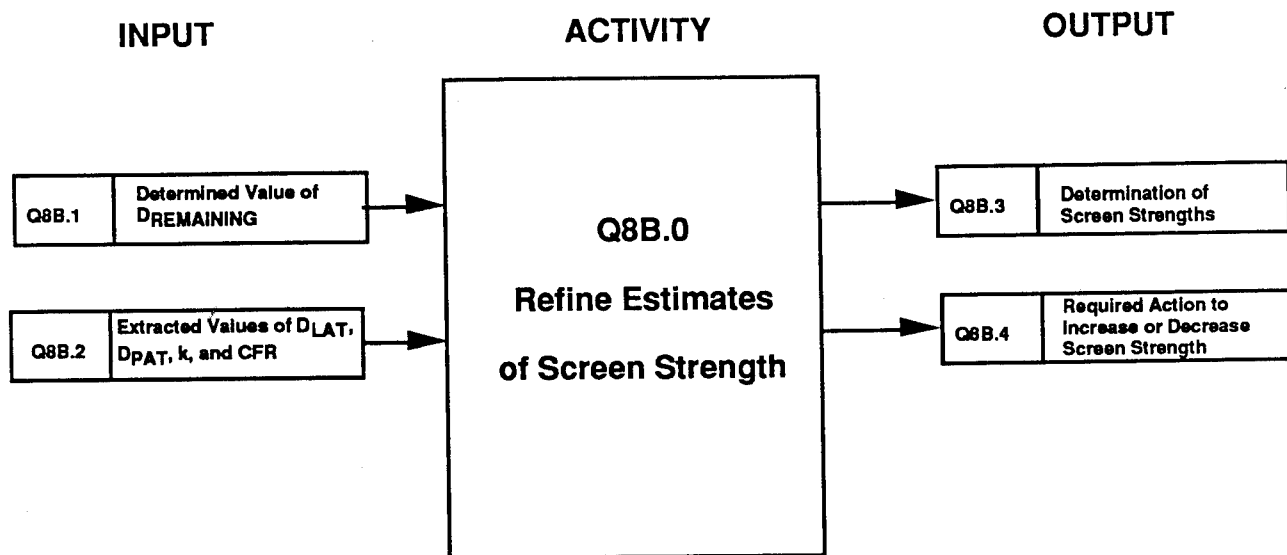 INPUT
ACTIVITY
OUTPUT
Q8B.1
Determined Value of
DREMAINING
Q8B.2
Extracted Values of DLAT,
DPAT, k, and CFR
Q8B.0
Refine Estimates
of Screen Strength
Q8B.3
Determination of
Screen Strengths
Q8B.4
Required Action to
Increase or Decrease
Screen Strength